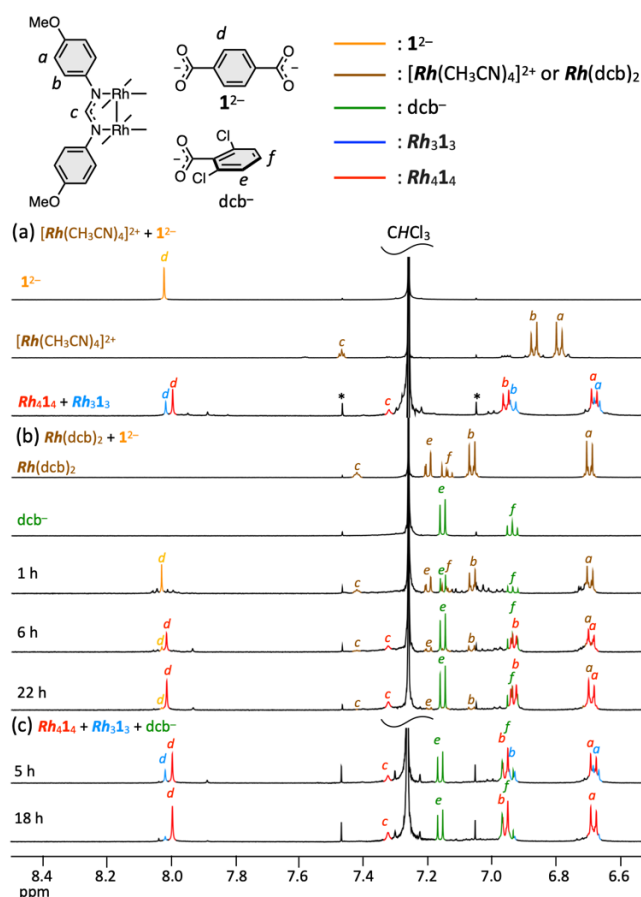 MeO
a
b
c
N
Rh
N
Rh
MeO
d
O
O
−
O
O
−
1²⁻
O
O
−
Cl
Cl
f
e
dcb⁻
: 1²⁻
: [Rh(CH₃CN)₄]²⁺ or Rh(dcb)₂
: dcb⁻
: Rh₃1₃
: Rh₄1₄
(a) [Rh(CH₃CN)₄]²⁺ + 1²⁻
CHCl₃
1²⁻
d
[Rh(CH₃CN)₄]²⁺
c b a
Rh₄1₄ + Rh₃1₃
d d * c * b b a a
(b) Rh(dcb)₂ + 1²⁻
Rh(dcb)₂
c e f b a
dcb⁻
e f
1 h
d c e e f b f a
6 h
d d c c e e b f b a a
22 h
d d c c e e b f b a a
(c) Rh₄1₄ + Rh₃1₃ + dcb⁻
5 h
d d c e b f b a a
18 h
d c e b f a
8.4 8.2 8.0 7.8 7.6 7.4 7.2 7.0 6.8 6.6
ppm